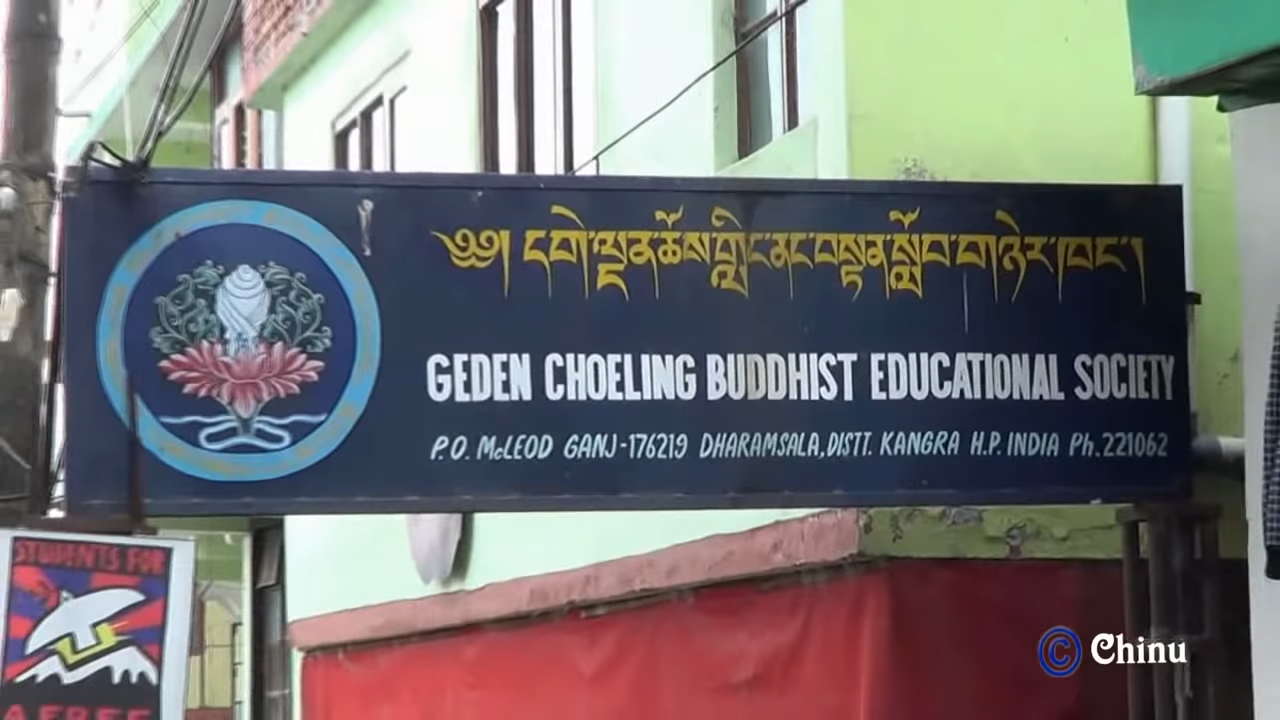 ༄༅། དགེ་ལྡན་ཆོས་གླིང་ནང་བསྟན་སློབ་གཉེར་ཁང་།
GEDEN CHOELING BUDDHIST EDUCATIONAL SOCIETY
P.O. McLEOD GANJ-176219 DHARAMSALA, DISTT. KANGRA H.P. INDIA Ph. 221062
STUDENTS FOR
A FREE
© Chinu